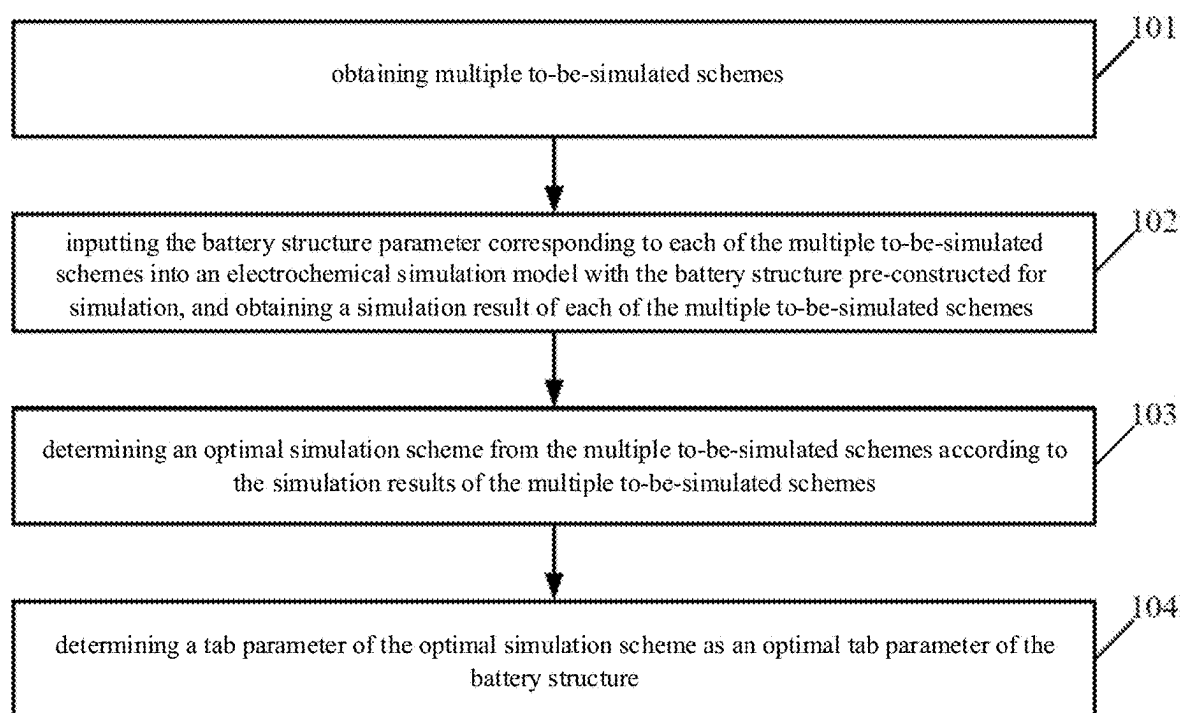 101
obtaining multiple to-be-simulated schemes
102
inputting the battery structure parameter corresponding to each of the multiple to-be-simulated
schemes into an electrochemical simulation model with the battery structure pre-constructed for
simulation, and obtaining a simulation result of each of the multiple to-be-simulated schemes
103
determining an optimal simulation scheme from the multiple to-be-simulated schemes according to
the simulation results of the multiple to-be-simulated schemes
104
determining a tab parameter of the optimal simulation scheme as an optimal tab parameter of the
battery structure